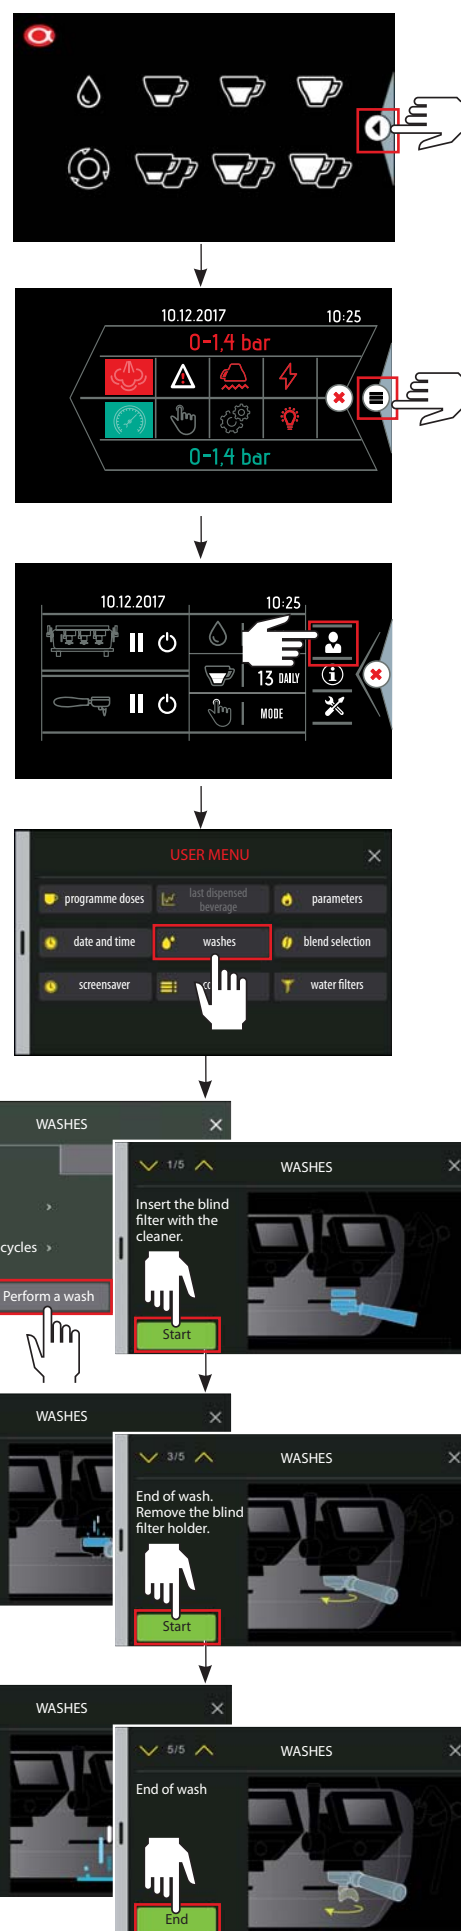 10.12.2017 10:25
0-1,4 bar
0-1,4 bar
10.12.2017 10:25
13 DAILY
MODE
USER MENU
programme doses
last dispensed
beverage
parameters
date and time
washes
blend selection
screensaver
water filters
WASHES
cycles
Perform a wash
1/5 WASHES
Insert the blind
filter with the
cleaner.
Start
WASHES
3/5 WASHES
End of wash.
Remove the blind
filter holder.
Start
WASHES
5/5 WASHES
End of wash
End